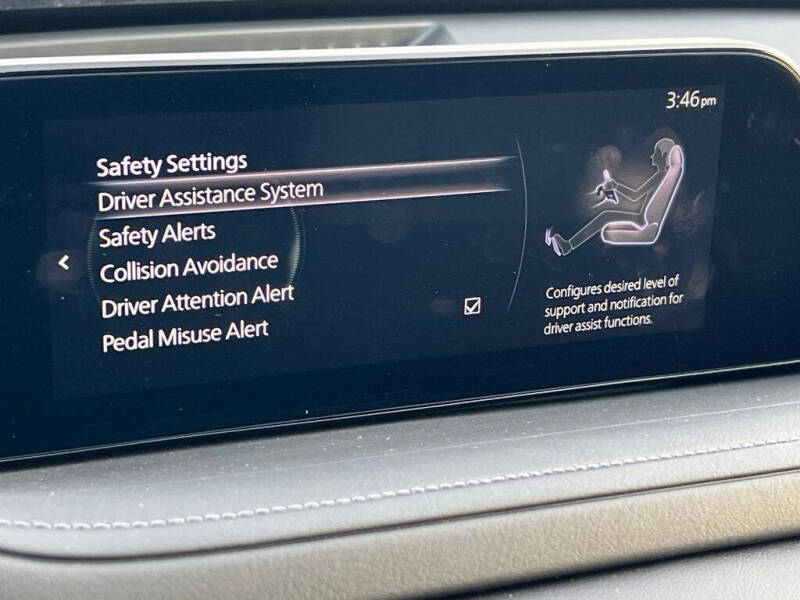 3:46pm
Safety Settings
Driver Assistance System
Safety Alerts
Collision Avoidance
Driver Attention Alert
Pedal Misuse Alert
Configures desired level of
support and notification for
driver assist functions.